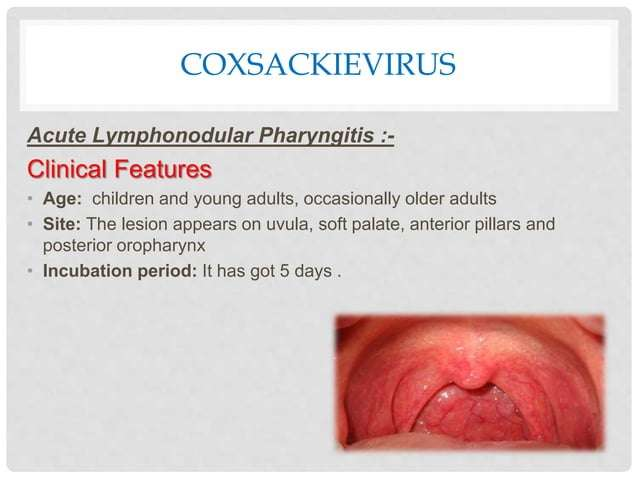 COXSACKIEVIRUS
Acute Lymphonodular Pharyngitis :-
Clinical Features
• Age: children and young adults, occasionally older adults
• Site: The lesion appears on uvula, soft palate, anterior pillars and
posterior oropharynx
• Incubation period: It has got 5 days .